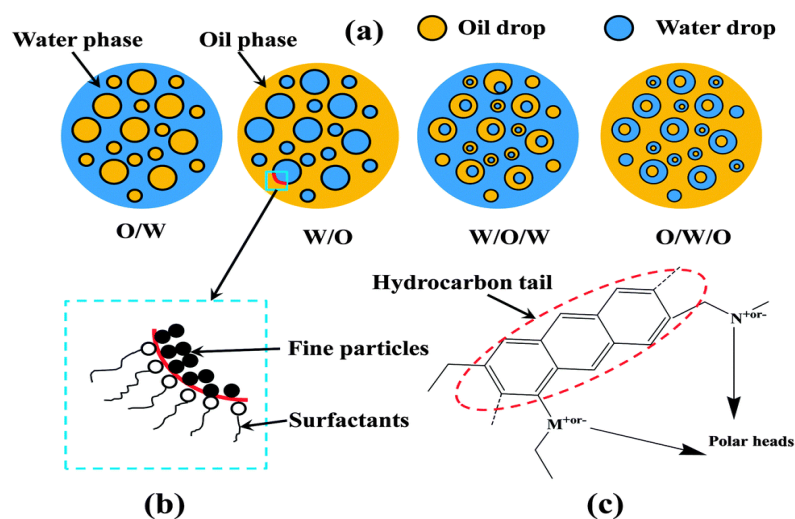 (a)
Oil drop
Water drop
Water phase
Oil phase
O/W
W/O
W/O/W
O/W/O
Fine particles
Surfactants
(b)
Hydrocarbon tail
N+or-
M+or-
Polar heads
(c)